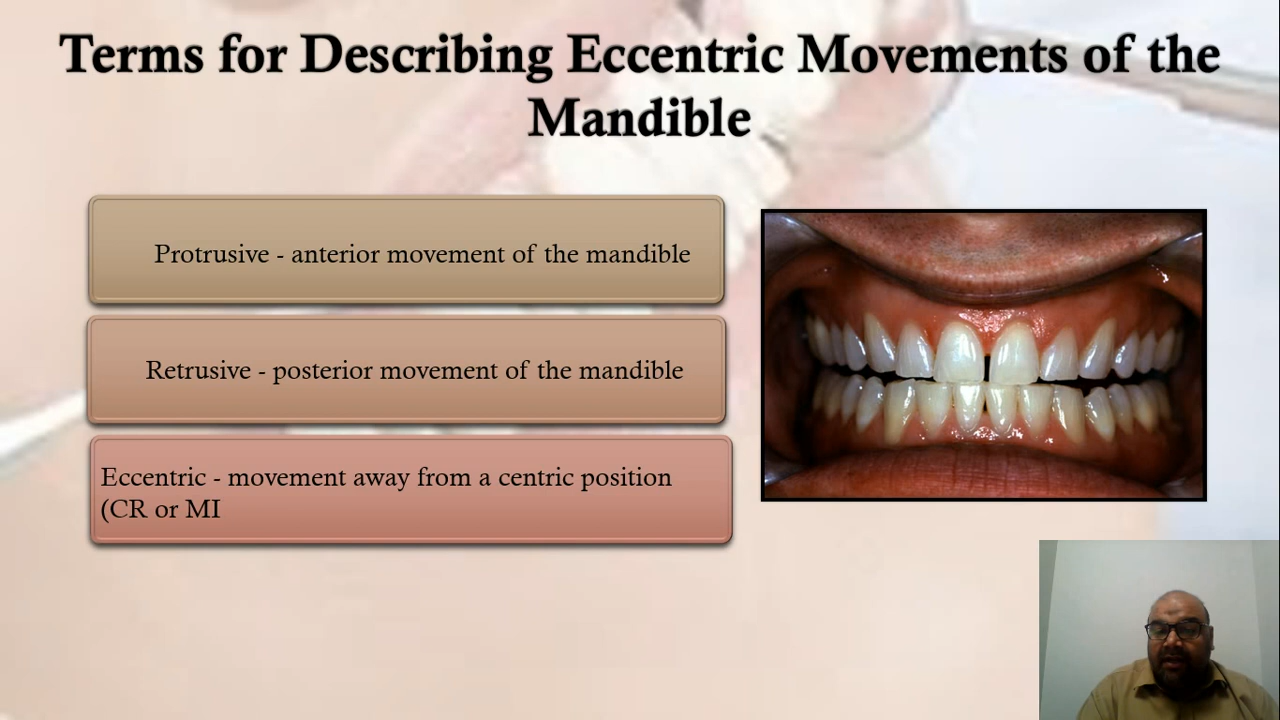 Terms for Describing Eccentric Movements of the
Mandible
Protrusive - anterior movement of the mandible
Retrusive - posterior movement of the mandible
Eccentric - movement away from a centric position
(CR or MI